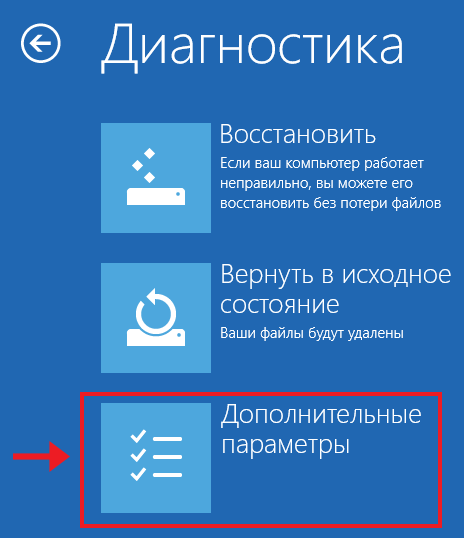 Диагностика
Восстановить
Если ваш компьютер работает
неправильно, вы можете его
восстановить без потери файлов
Вернуть в исходное
состояние
Ваши файлы будут удалены
Дополнительные
параметры